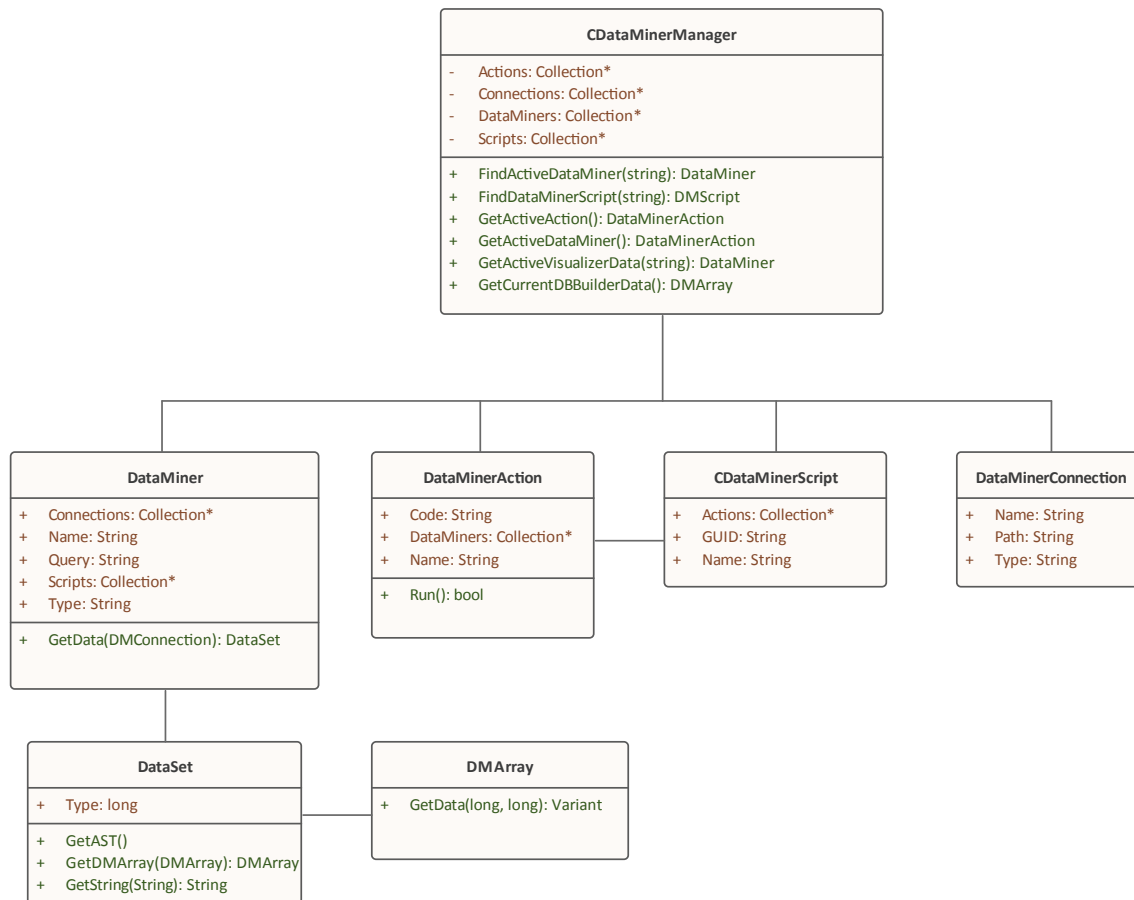 CDataMinerManager
- Actions: Collection*
- Connections: Collection*
- DataMiners: Collection*
- Scripts: Collection*
+ FindActiveDataMiner(string): DataMiner
+ FindDataMinerScript(string): DMScript
+ GetActiveAction(): DataMinerAction
+ GetActiveDataMiner(): DataMinerAction
+ GetActiveVisualizerData(string): DataMiner
+ GetCurrentDBBuilderData(): DMArray
DataMiner
+ Connections: Collection*
+ Name: String
+ Query: String
+ Scripts: Collection*
+ Type: String
+ GetData(DMConnection): DataSet
DataMinerAction
+ Code: String
+ DataMiners: Collection*
+ Name: String
+ Run(): bool
CDataMinerScript
+ Actions: Collection*
+ GUID: String
+ Name: String
DataMinerConnection
+ Name: String
+ Path: String
+ Type: String
DataSet
+ Type: long
+ GetAST()
+ GetDMArray(DMArray): DMArray
+ GetString(String): String
DMArray
+ GetData(long, long): Variant